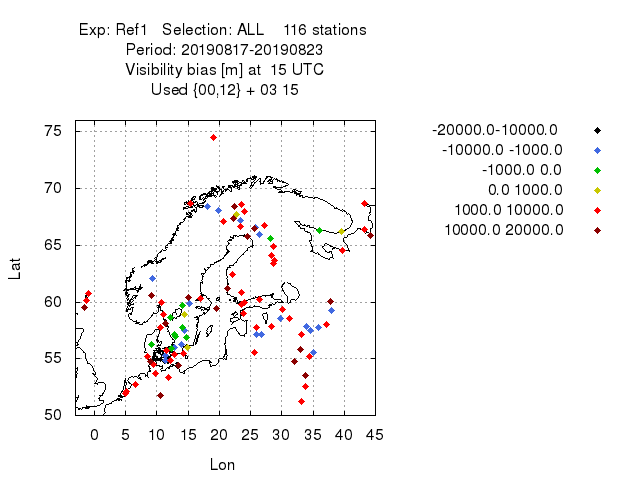 Exp: Ref1 Selection: ALL 116 stations
Period: 20190817-20190823
Visibility bias [m] at 15 UTC
Used {00,12} + 03 15
-20000.0-10000.0
-10000.0 -1000.0
-1000.0 0.0
0.0 1000.0
1000.0 10000.0
10000.0 20000.0
75
70
65
60
55
50
Lat
0 5 10 15 20 25 30 35 40 45
Lon